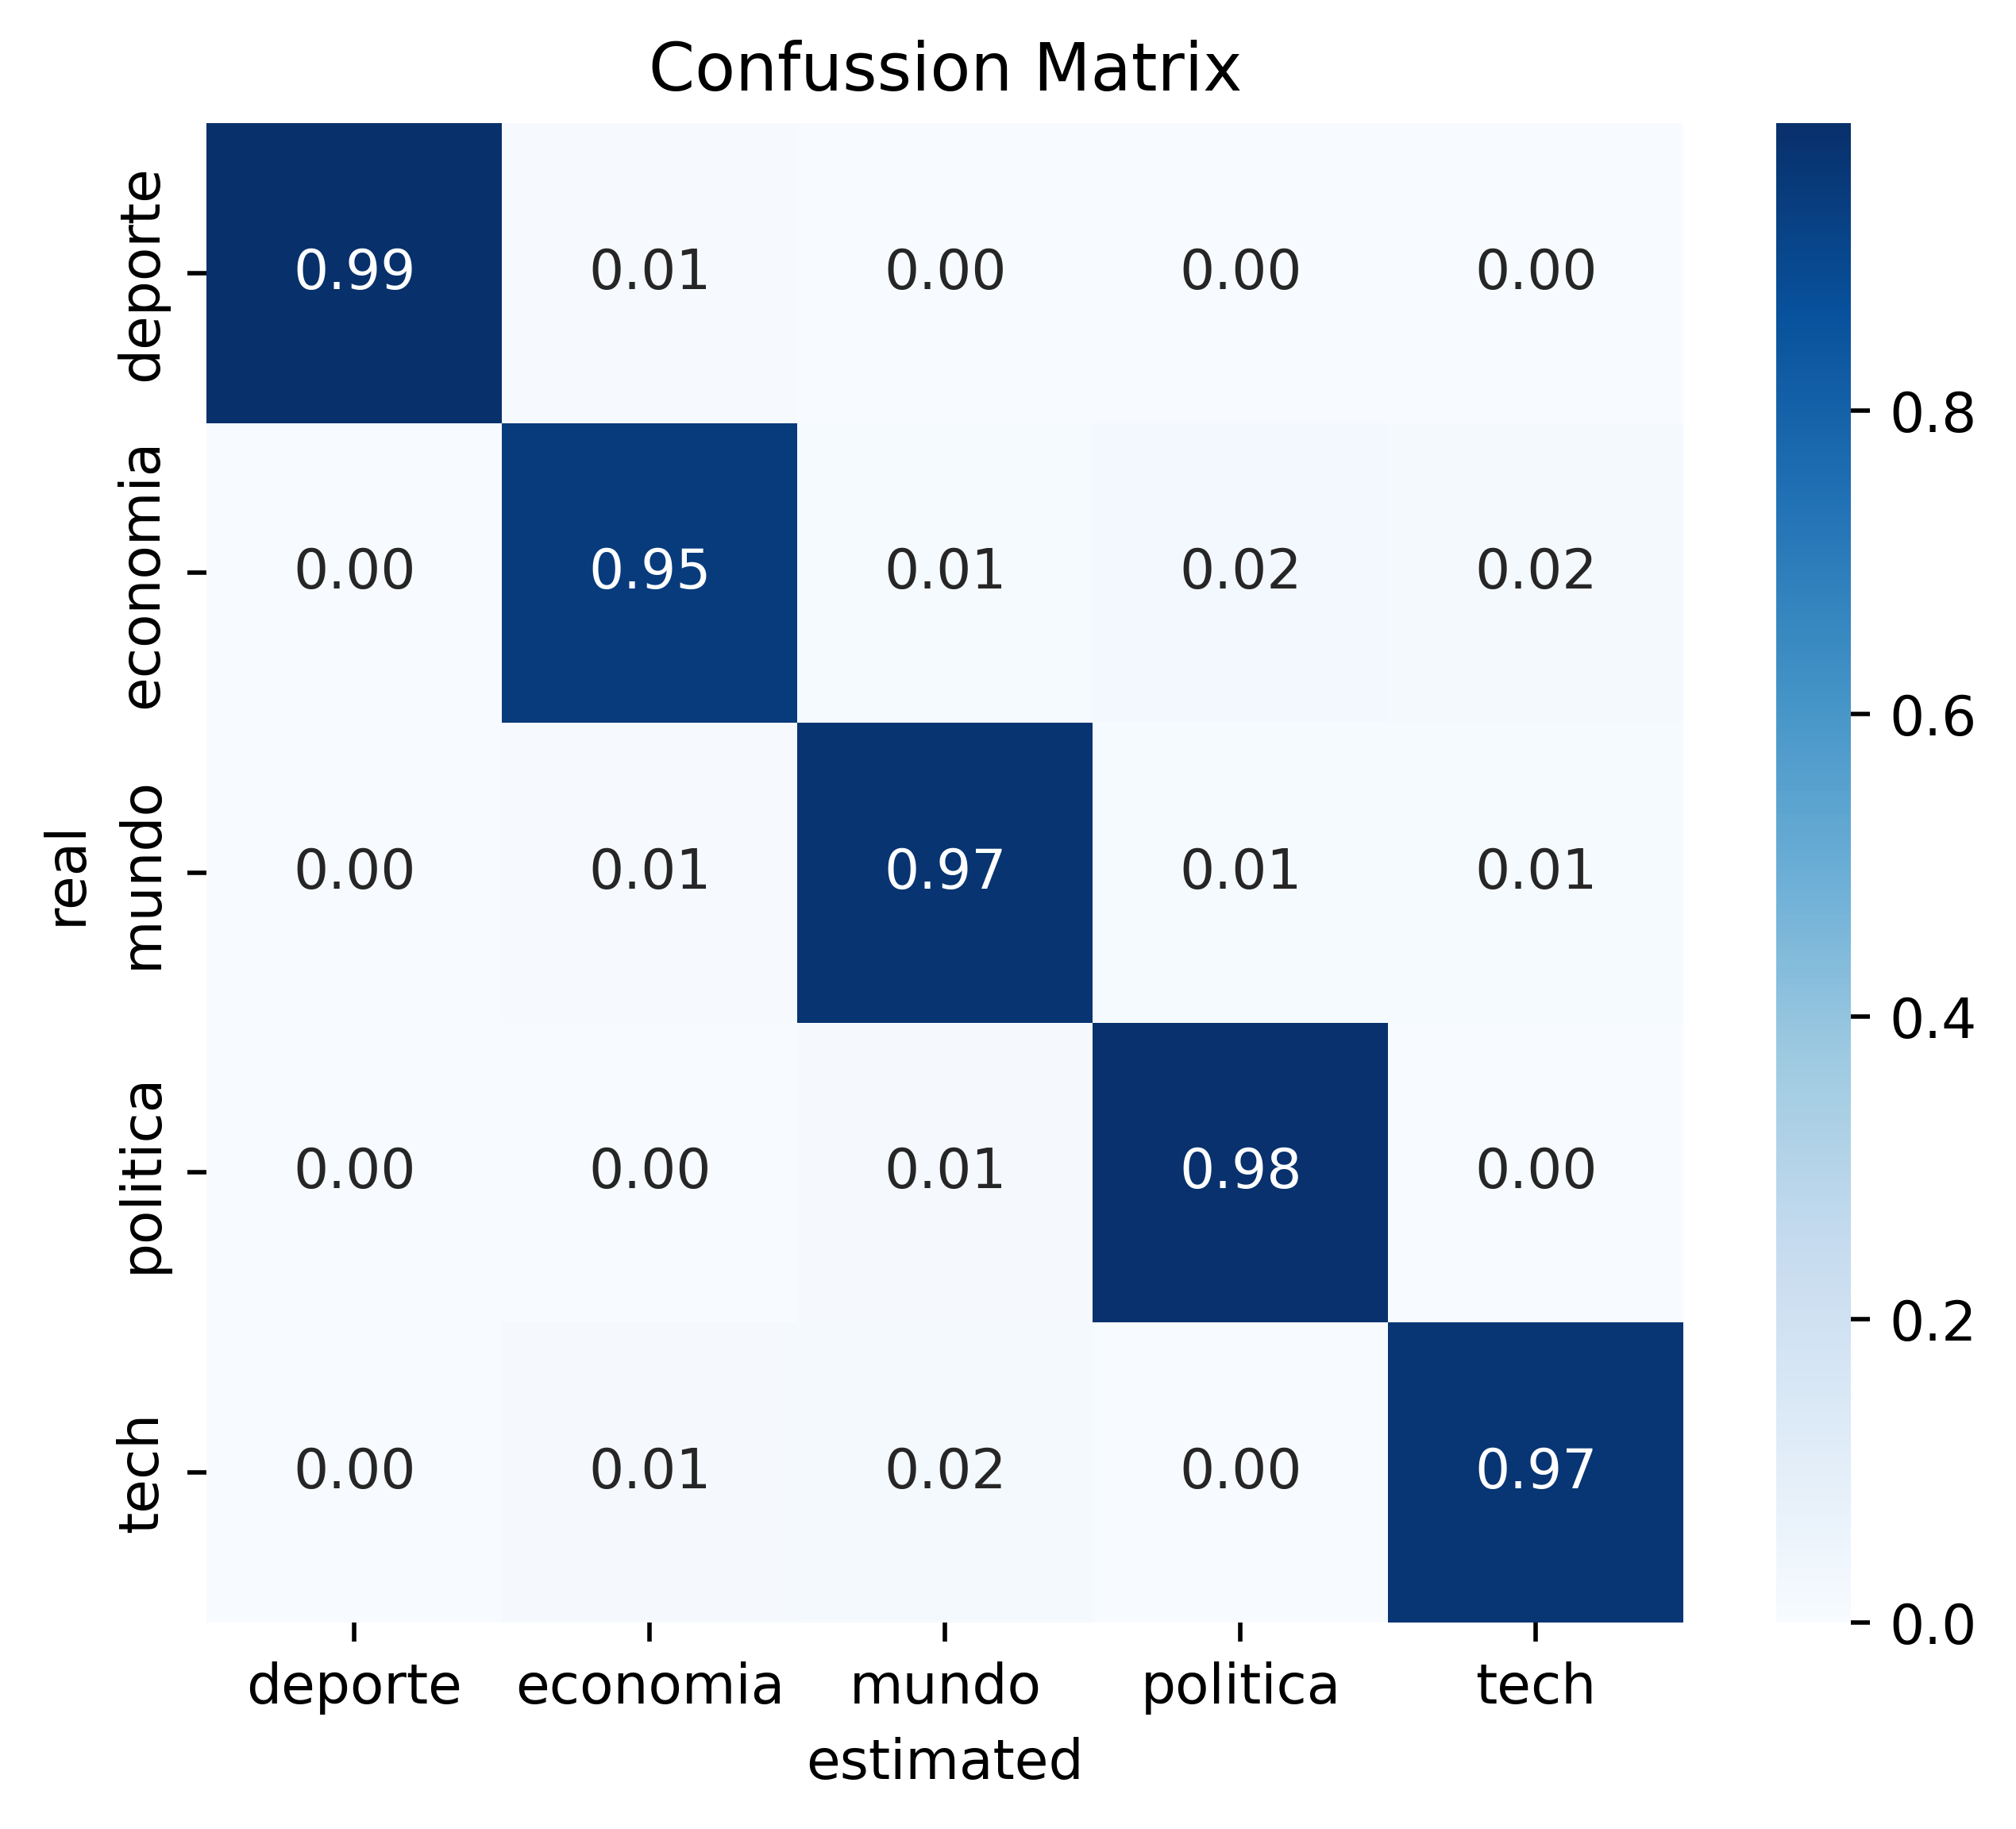 Confussion Matrix
deporte 0.99 0.01 0.00 0.00 0.00
economia 0.00 0.95 0.01 0.02 0.02
mundo 0.00 0.01 0.97 0.01 0.01
politica 0.00 0.00 0.01 0.98 0.00
tech 0.00 0.01 0.02 0.00 0.97
real
deporte economia mundo politica tech
estimated
0.8
0.6
0.4
0.2
0.0